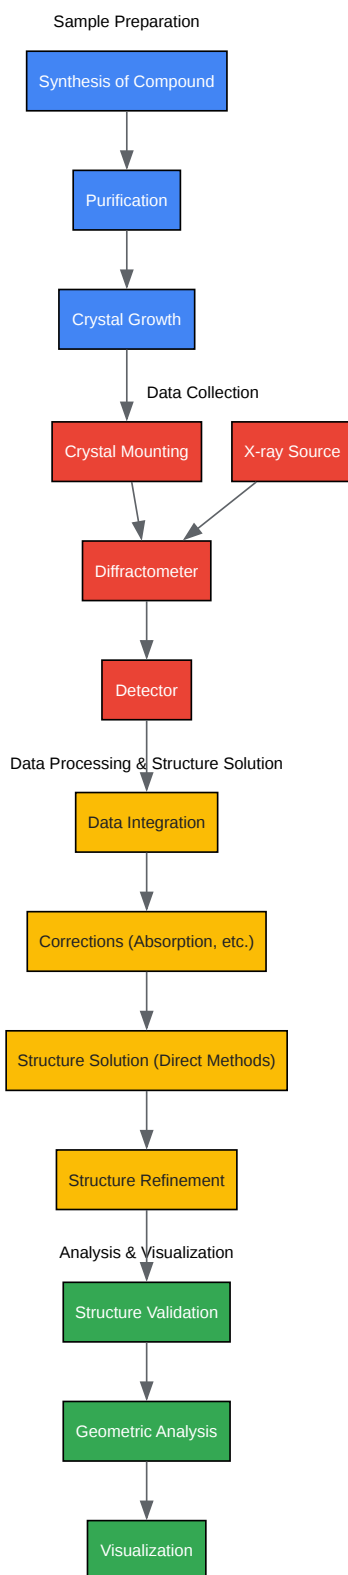 Sample Preparation
Synthesis of Compound
Purification
Crystal Growth
Data Collection
Crystal Mounting
X-ray Source
Diffractometer
Detector
Data Processing & Structure Solution
Data Integration
Corrections (Absorption, etc.)
Structure Solution (Direct Methods)
Structure Refinement
Analysis & Visualization
Structure Validation
Geometric Analysis
Visualization